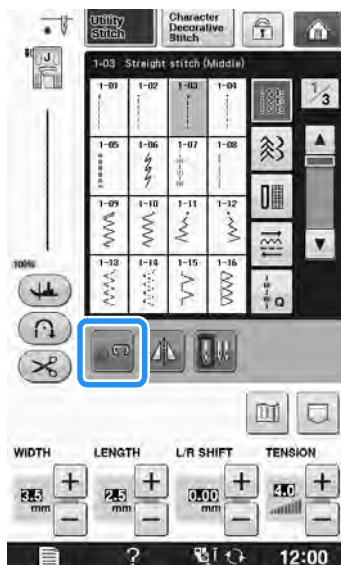 Utility
Stitch
Character
Decorative
Stitch
J
1-03 Straight stitch (Middle)
1-01 1-02 1-03 1-04
1/3
1-05 1-06 1-07 1-08
1-09 1-10 1-11 1-12
1-13 1-14 1-15 1-16
100%
Q
WIDTH LENGTH L/R SHIFT TENSION
3.5 mm 2.5 mm 0.00 mm 4.0
? 12:00